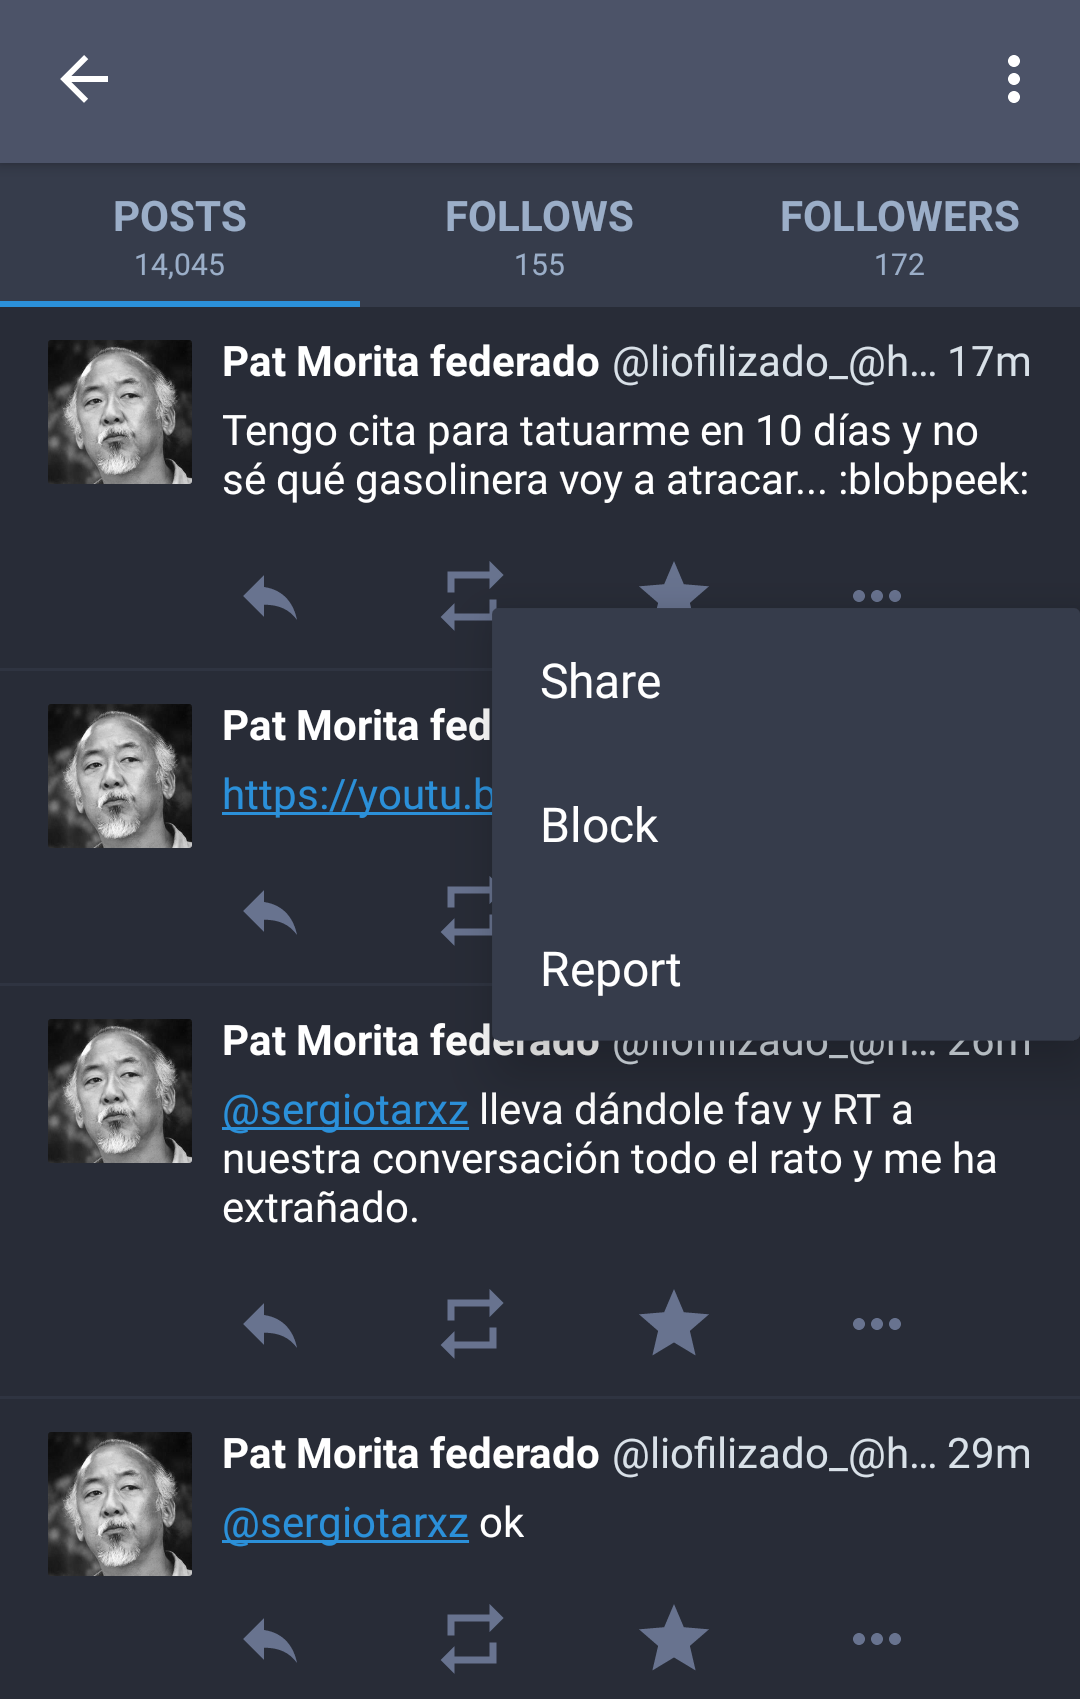 POSTS
14,045
FOLLOWS
155
FOLLOWERS
172
Pat Morita federado @liofilizado_@h... 17m
Tengo cita para tatuarme en 10 días y no
sé qué gasolinera voy a atracar... :blobpeek:
Share
Block
Report
Pat Morita fed
https://youtu.b
Pat Morita federado @liofilizado_@h... 26m
@sergiotarxz lleva dándole fav y RT a
nuestra conversación todo el rato y me ha
extrañado.
Pat Morita federado @liofilizado_@h... 29m
@sergiotarxz ok